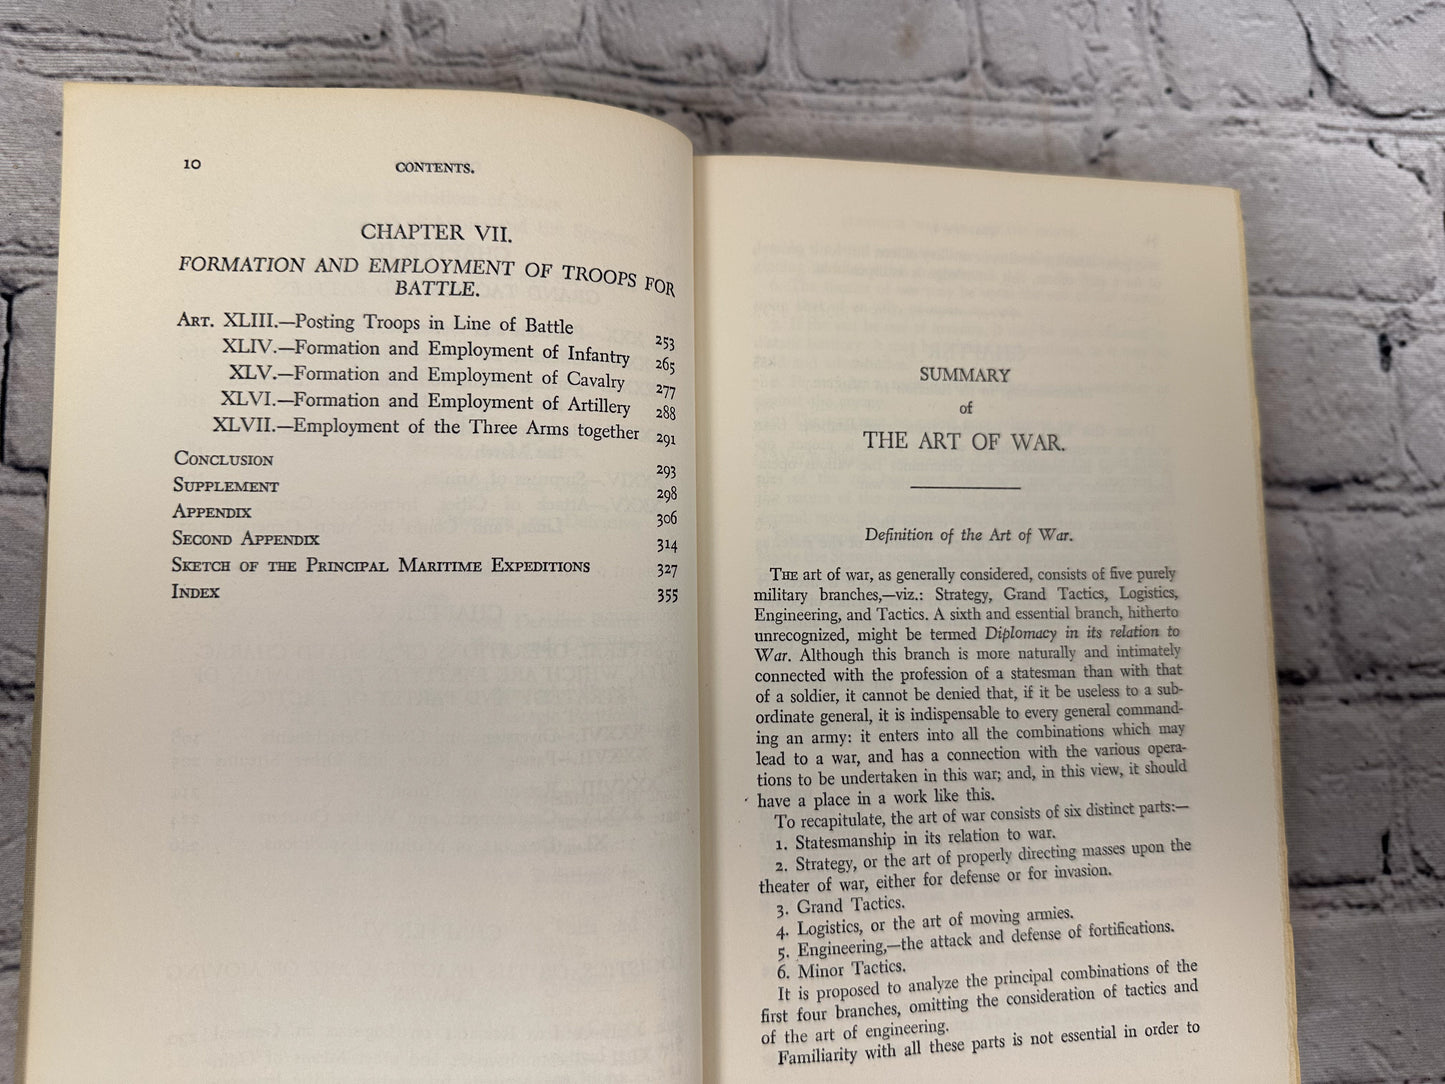 10 CONTENTS.
CHAPTER VII.
FORMATION AND EMPLOYMENT OF TROOPS FOR
BATTLE.
Art. XLIII.—Posting Troops in Line of Battle 253
XLIV.—Formation and Employment of Infantry 265
XLV.—Formation and Employment of Cavalry 277
XLVI.—Formation and Employment of Artillery 288
XLVII.—Employment of the Three Arms together 291
Conclusion 293
Supplement 298
Appendix 306
Second Appendix 314
Sketch of the Principal Maritime Expeditions 327
Index 355
SUMMARY
of
THE ART OF WAR.
Definition of the Art of War.
The art of war, as generally considered, consists of five purely
military branches,—viz.: Strategy, Grand Tactics, Logistics,
Engineering, and Tactics. A sixth and essential branch, hitherto
unrecognized, might be termed Diplomacy in its relation to
War. Although this branch is more naturally and intimately
connected with the profession of a statesman than with that
of a soldier, it cannot be denied that, if it be useless to a sub-
ordinate general, it is indispensable to every general command-
ing an army: it enters into all the combinations which may
lead to a war, and has a connection with the various opera-
tions to be undertaken in this war; and, in this view, it should
have a place in a work like this.
To recapitulate, the art of war consists of six distinct parts:—
1. Statesmanship in its relation to war.
2. Strategy, or the art of properly directing masses upon the
theater of war, either for defense or for invasion.
3. Grand Tactics.
4. Logistics, or the art of moving armies.
5. Engineering,—the attack and defense of fortifications.
6. Minor Tactics.
It is proposed to analyze the principal combinations of the
first four branches, omitting the consideration of tactics and
of the art of engineering.
Familiarity with all these parts is not essential in order to